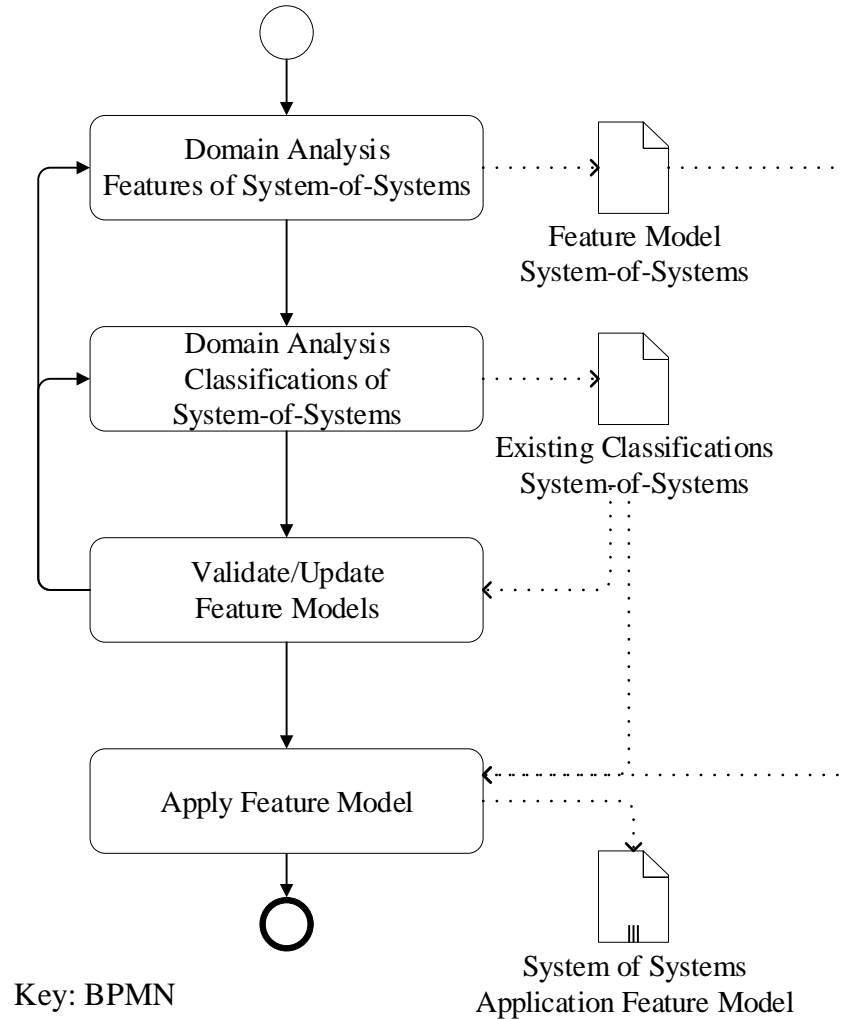 Domain Analysis
Features of System-of-Systems
Feature Model
System-of-Systems
Domain Analysis
Classifications of
System-of-Systems
Existing Classifications
System-of-Systems
Validate/Update
Feature Models
Apply Feature Model
System of Systems
Application Feature Model
Key: BPMN